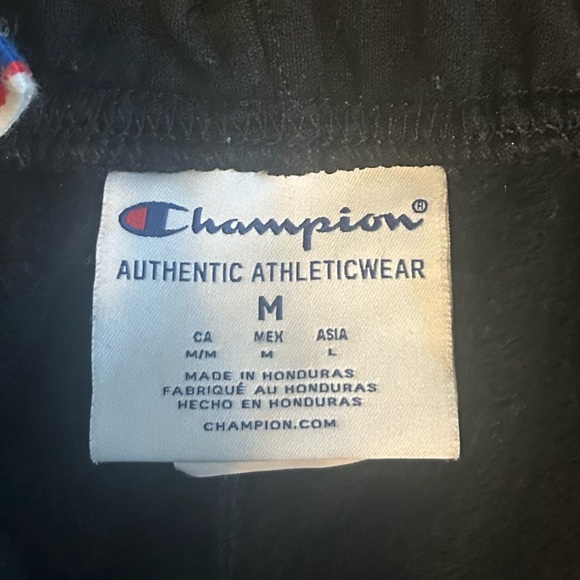 Champion®
AUTHENTIC ATHLETICWEAR
M
CA MEX ASIA
M/M M L
MADE IN HONDURAS
FABRIQUÉ AU HONDURAS
HECHO EN HONDURAS
CHAMPION.COM